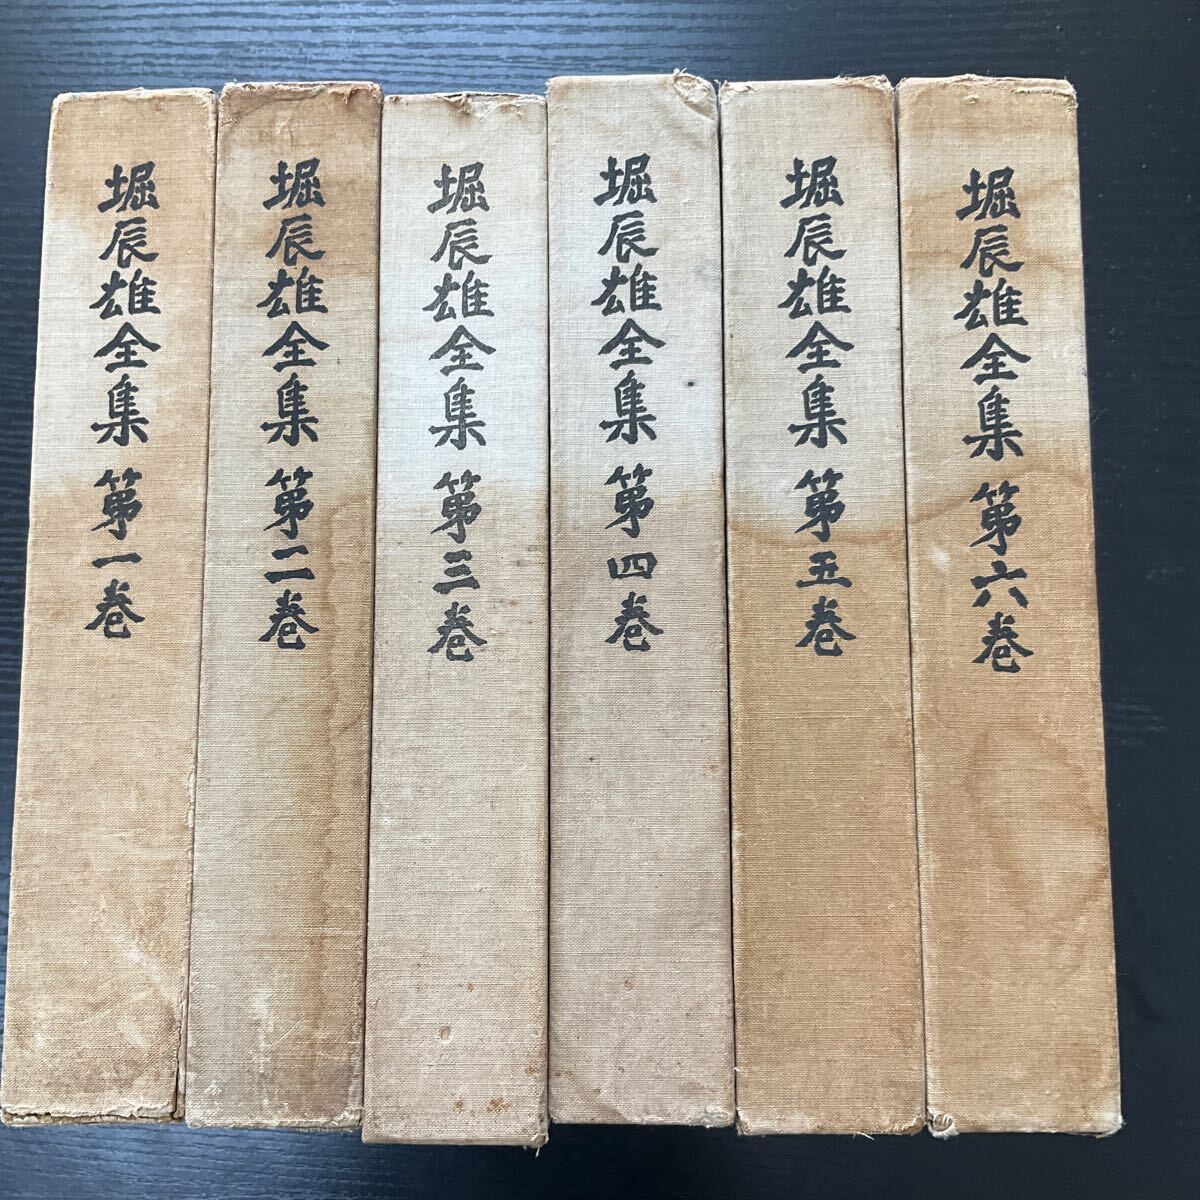 堀辰雄全集 第一巻
堀辰雄全集 第二巻
堀辰雄全集 第三巻
堀辰雄全集 第四巻
堀辰雄全集 第五巻
堀辰雄全集 第六巻